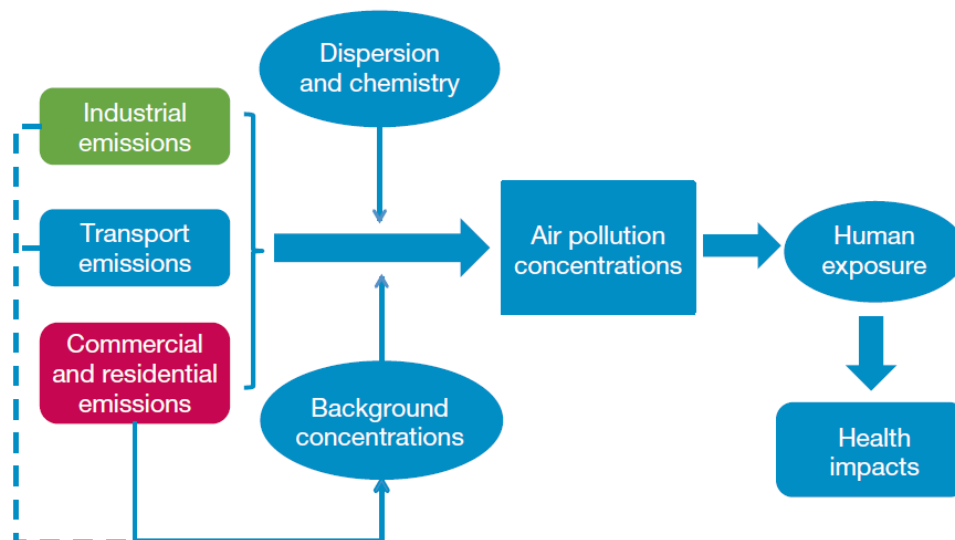 Dispersion
and chemistry
Industrial
emissions
Transport
emissions
Air pollution
concentrations
Human
exposure
Commercial
and residential
emissions
Background
concentrations
Health
impacts